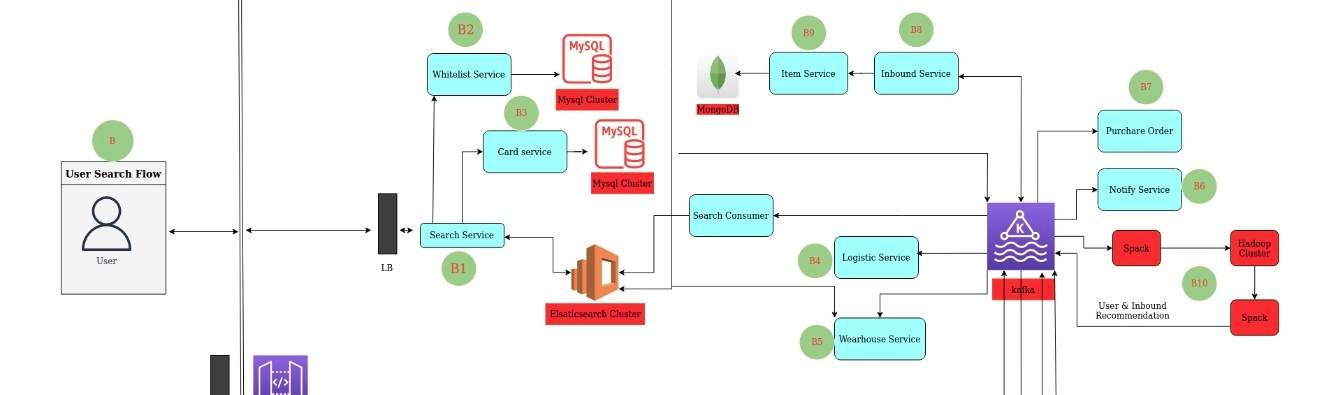 B
User Search Flow
User
LB
B2
Whitelist Service
MySQL
Mysql Cluster
B3
Card service
MySQL
Mysql Cluster
Search Service
B1
Elsaticsearch Cluster
B9
Item Service
B8
Inbound Service
MongoDB
Search Consumer
B4
Logistic Service
B5
Wearhouse Service
K
kafka
B7
Purchare Order
Notify Service
B6
Spack
Hadoop
Cluster
B10
User & Inbound
Recommendation
Spack
<//>